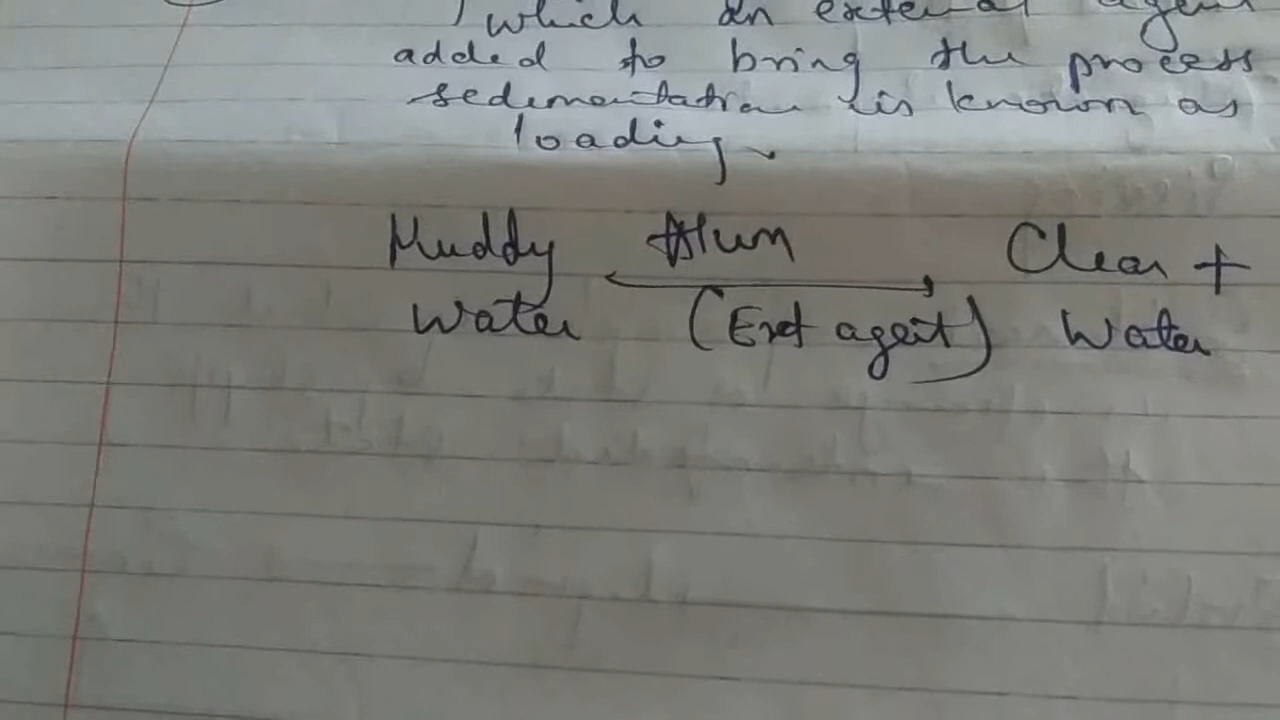 which an external agent
added to bring the process
sedimentation is known as
loading.
Muddy Alum Clear +
Water (Ext agent) Water